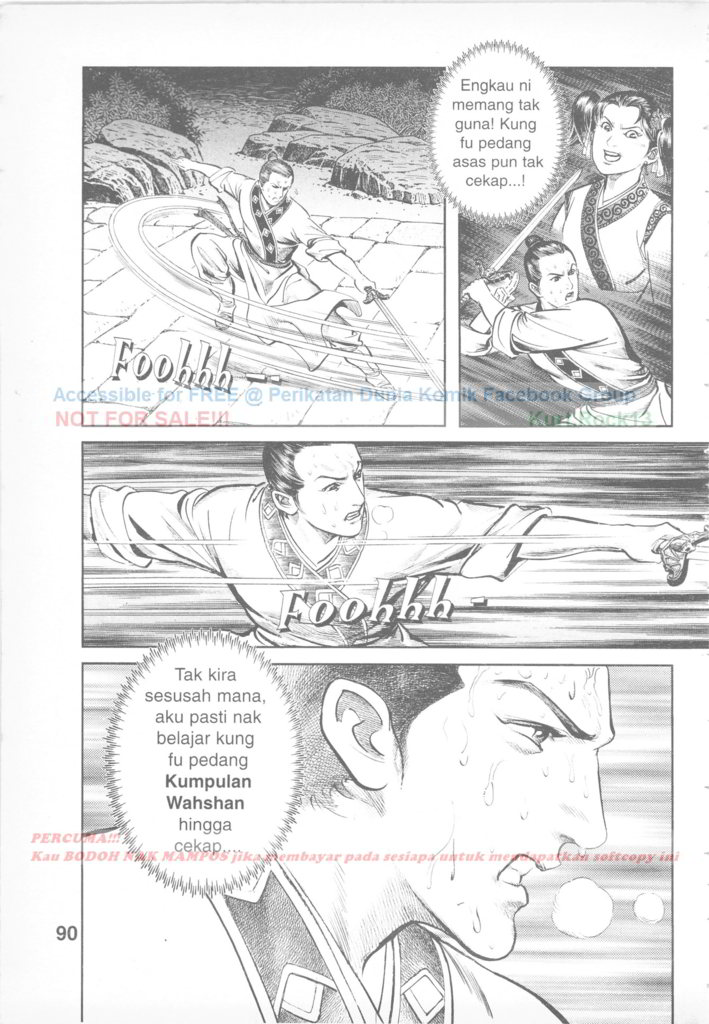 Engkau ni
memang tak
guna! Kung
fu pedang
asas pun tak
cekap...!
Foohhh --
Accessible for FREE @ Perikatan Dunia Komik Facebook Group
NOT FOR SALE!!!
Kurt Rock13
Foohhh -
Tak kira
sesusah mana,
aku pasti nak
belajar kung
fu pedang
Kumpulan
Wahshan
hingga
cekap....
PERCUMA!!!
Kau BODOH NAK MAMPOS jika membayar pada sesiapa untuk mendapatkan softcopy ini
90